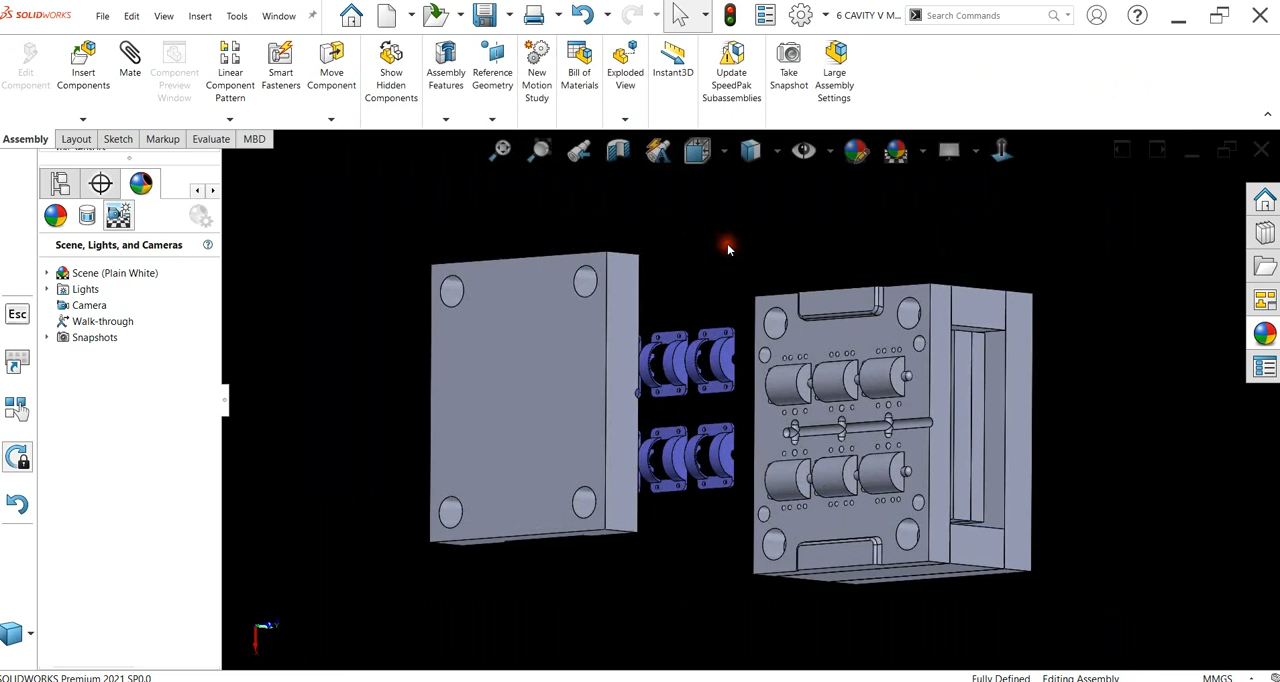 SOLIDWORKS File Edit View Insert Tools Window 6 CAVITY V M... Search Commands
Edit Component
Insert Components
Mate
Component Preview Window
Linear Component Pattern
Smart Fasteners
Move Component
Show Hidden Components
Assembly Features
Reference Geometry
New Motion Study
Bill of Materials
Exploded View
Instant3D
Update SpeedPak Subassemblies
Take Snapshot
Large Assembly Settings
Assembly Layout Sketch Markup Evaluate MBD
Scene, Lights, and Cameras
Scene (Plain White)
Lights
Camera
Walk-through
Snapshots
Esc
SOLIDWORKS Premium 2021 SP0.0 Fully Defined Editing Assembly MMGS